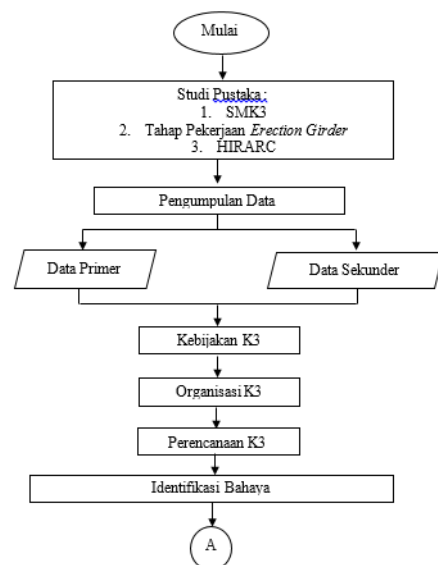 Mulai
Studi Pustaka :
1. SMK3
2. Tahap Pekerjaan Erection Girder
3. HIRARC
Pengumpulan Data
Data Primer
Data Sekunder
Kebijakan K3
Organisasi K3
Perencanaan K3
Identifikasi Bahaya
A